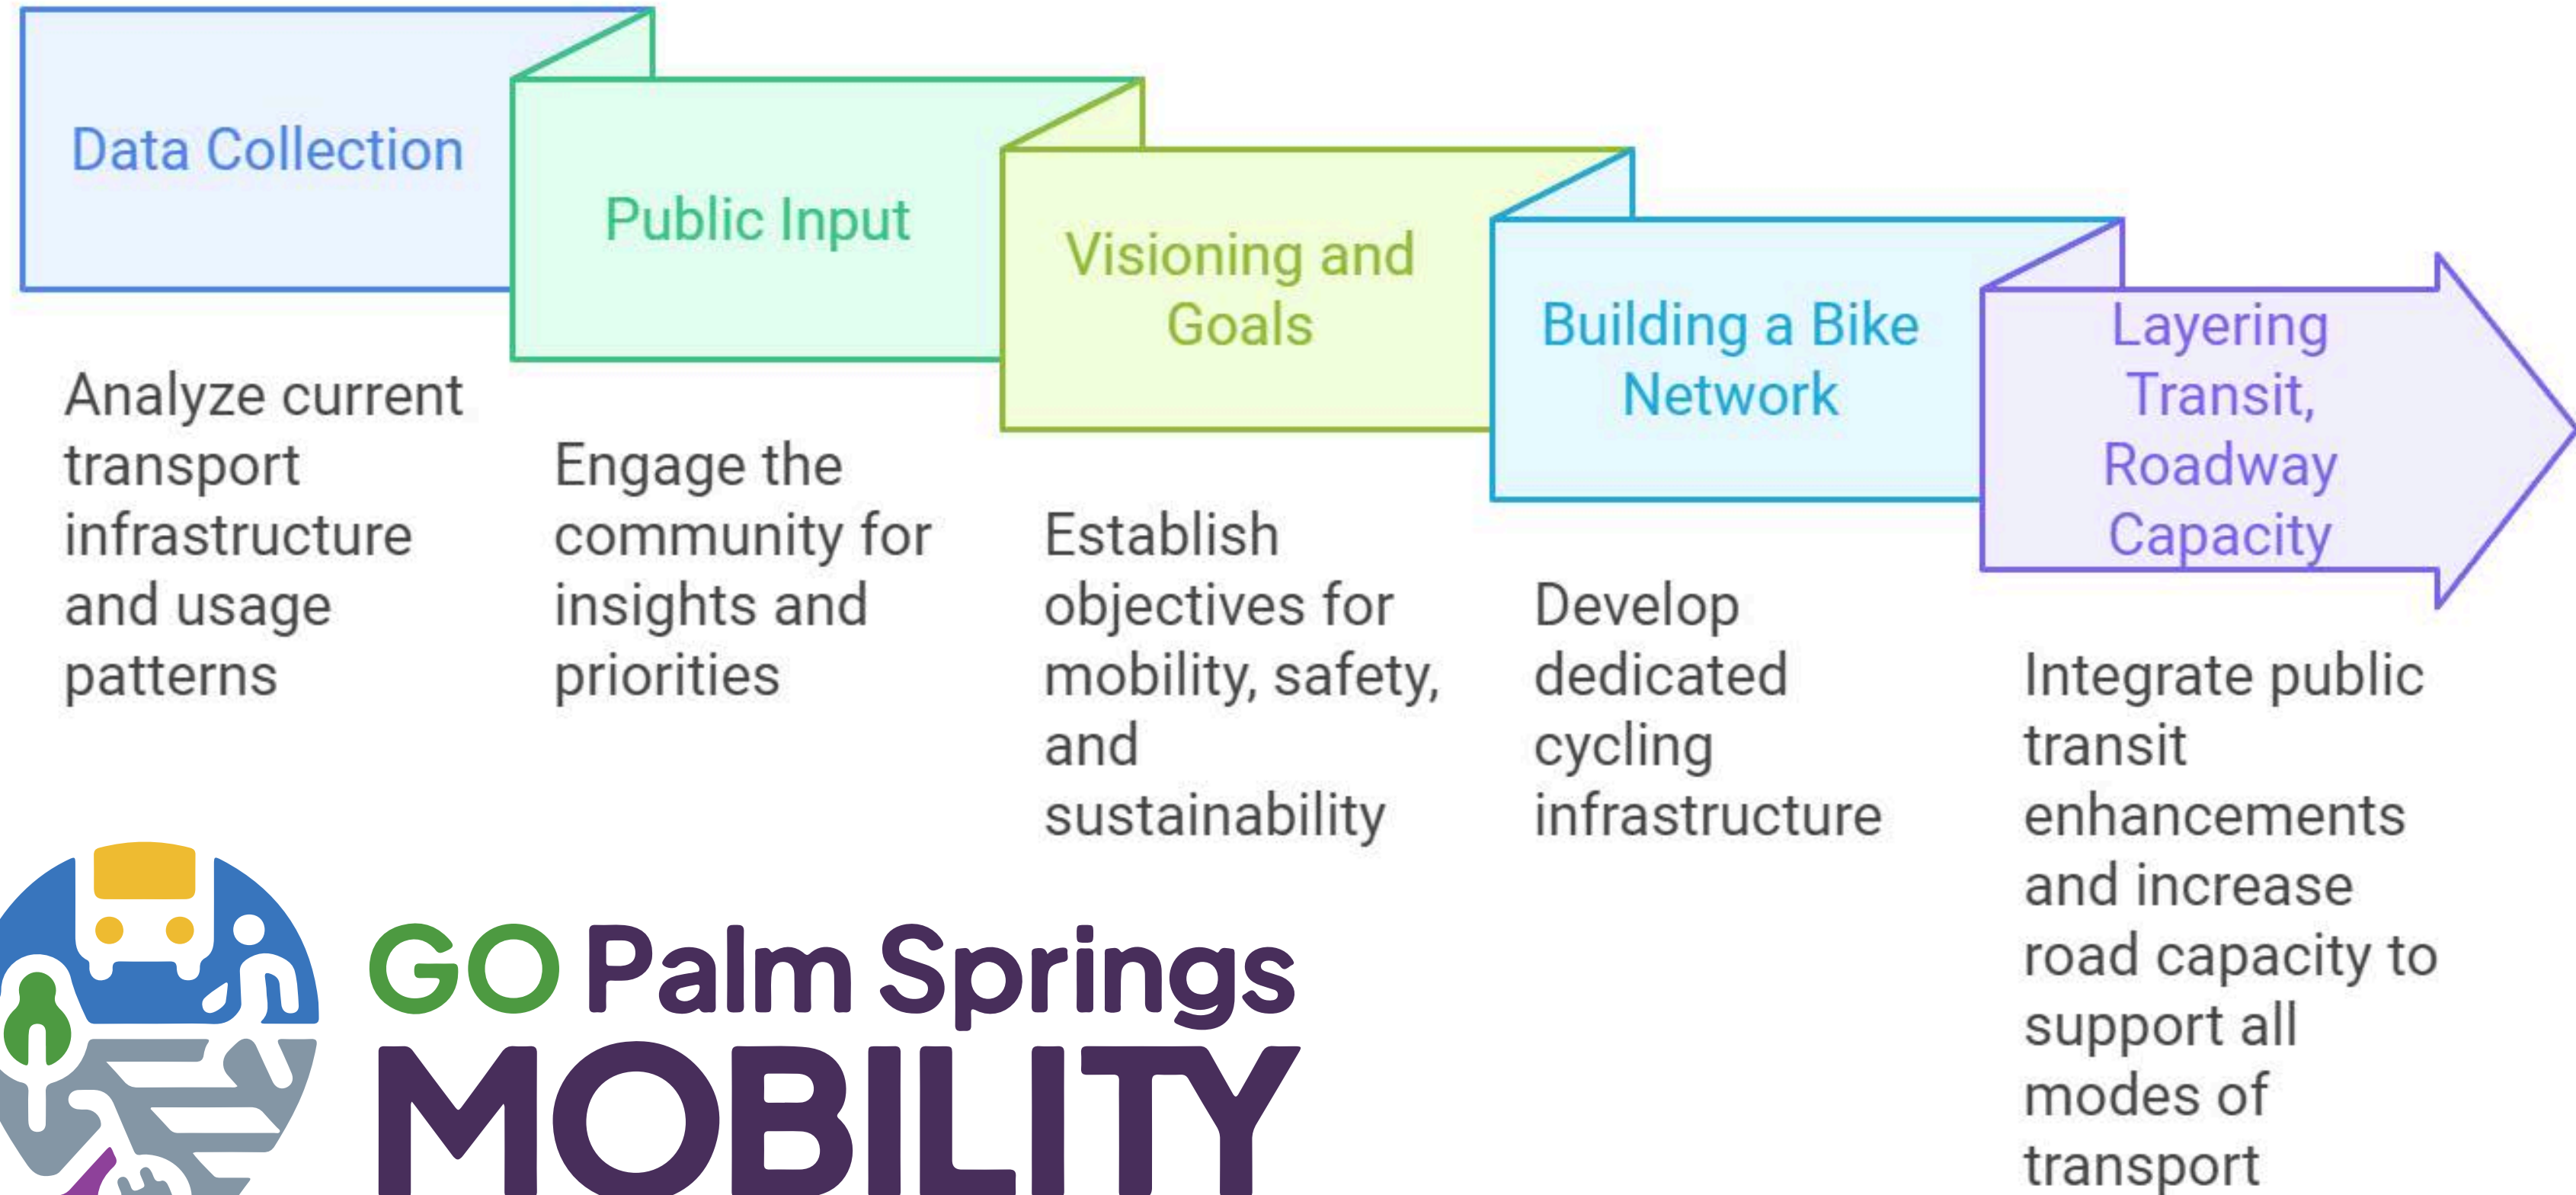 Data Collection
Analyze current
transport
infrastructure
and usage
patterns
Public Input
Engage the
community for
insights and
priorities
Visioning and
Goals
Establish
objectives for
mobility, safety,
and
sustainability
Building a Bike
Network
Develop
dedicated
cycling
infrastructure
Layering
Transit,
Roadway
Capacity
Integrate public
transit
enhancements
and increase
road capacity to
support all
modes of
transport
GO Palm Springs
MOBILITY